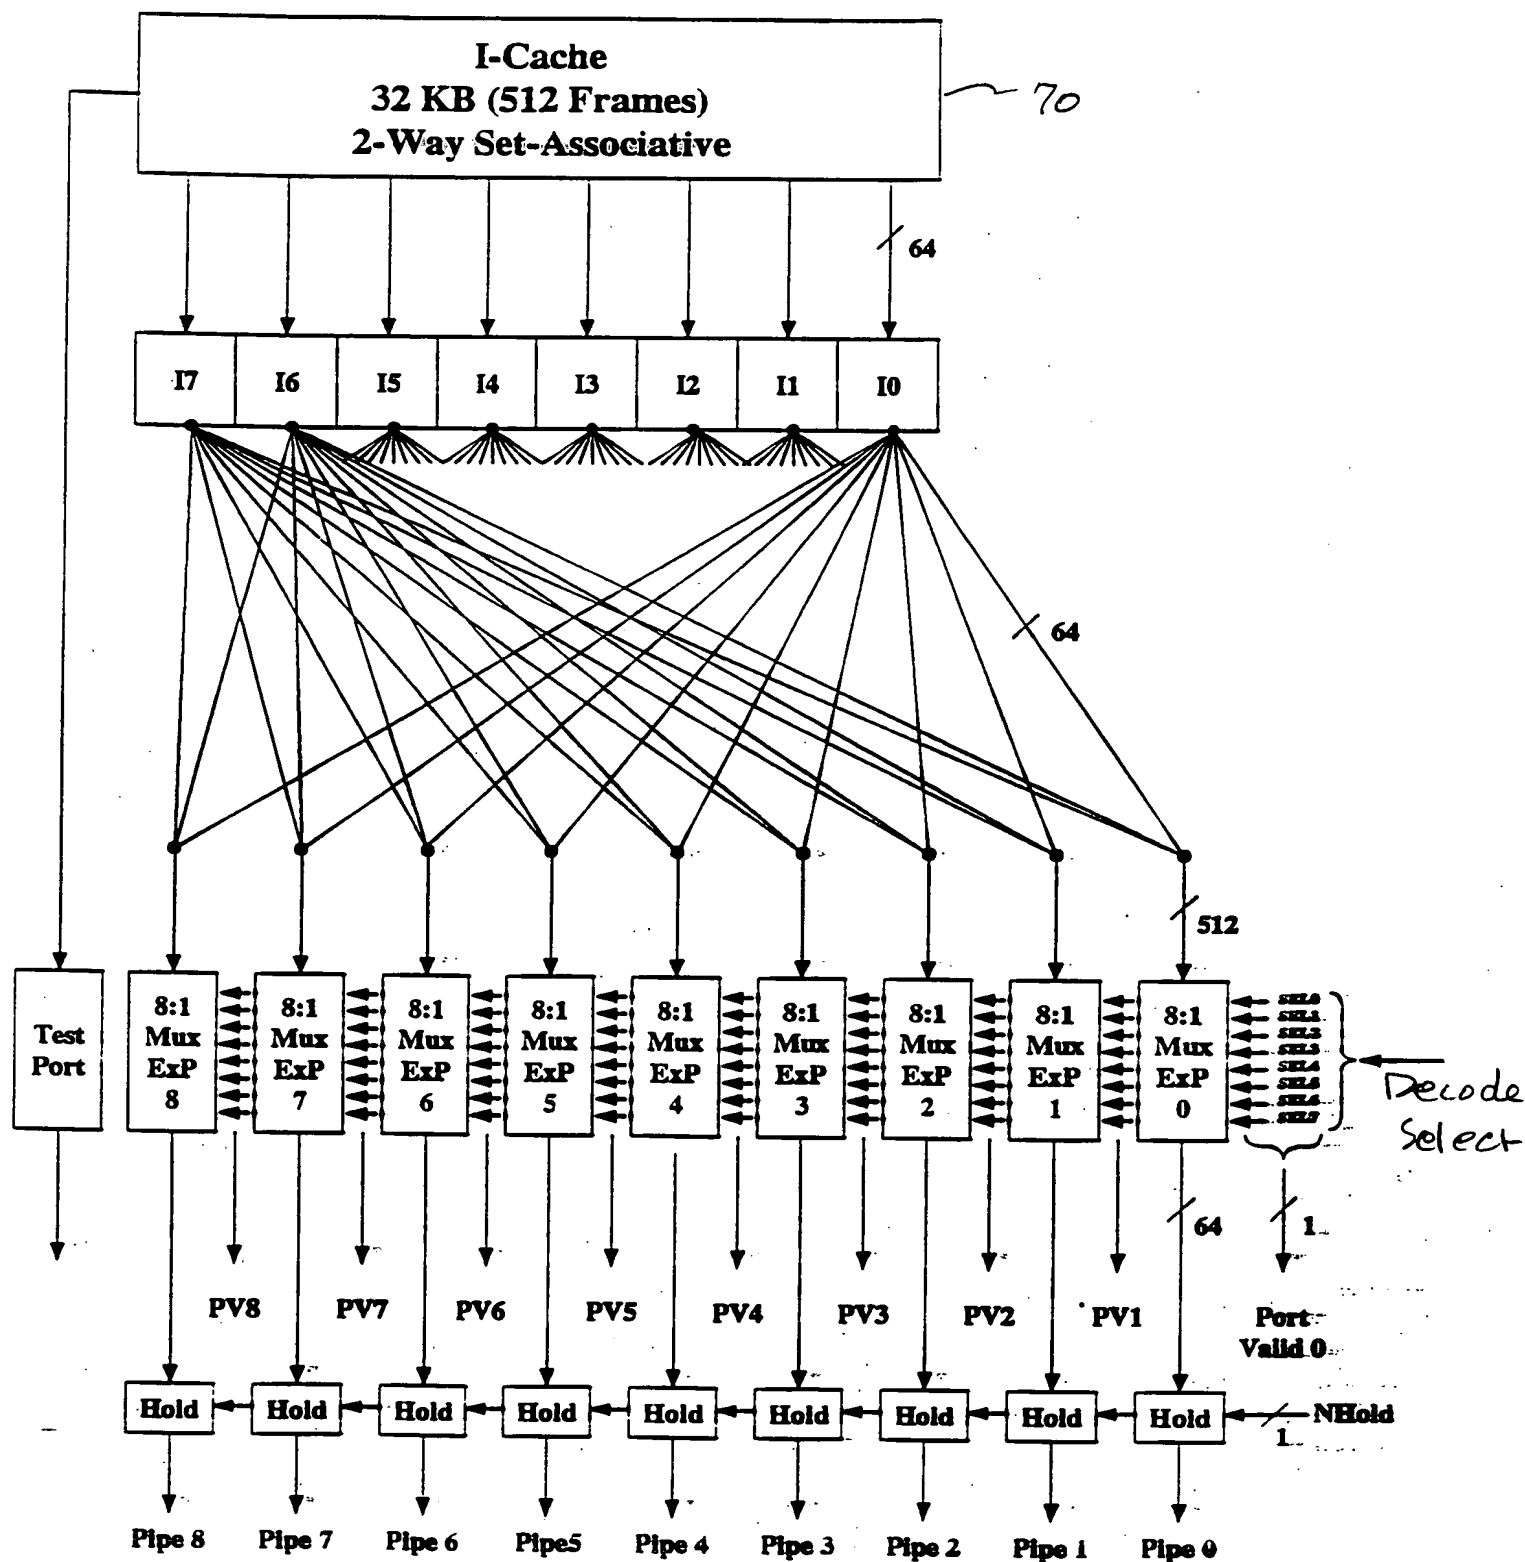 I-Cache
32 KB (512 Frames)
2-Way Set-Associative
70
64
I7 I6 I5 I4 I3 I2 I1 I0
64
512
Test Port
8:1 Mux ExP 8
8:1 Mux ExP 7
8:1 Mux ExP 6
8:1 Mux ExP 5
8:1 Mux ExP 4
8:1 Mux ExP 3
8:1 Mux ExP 2
8:1 Mux ExP 1
8:1 Mux ExP 0
Decode
Select
64
1
PV8 PV7 PV6 PV5 PV4 PV3 PV2 PV1 Port
Valid 0
Hold Hold Hold Hold Hold Hold Hold Hold Hold NHold
1
Pipe 8 Pipe 7 Pipe 6 Pipe5 Pipe 4 Pipe 3 Pipe 2 Pipe 1 Pipe 0